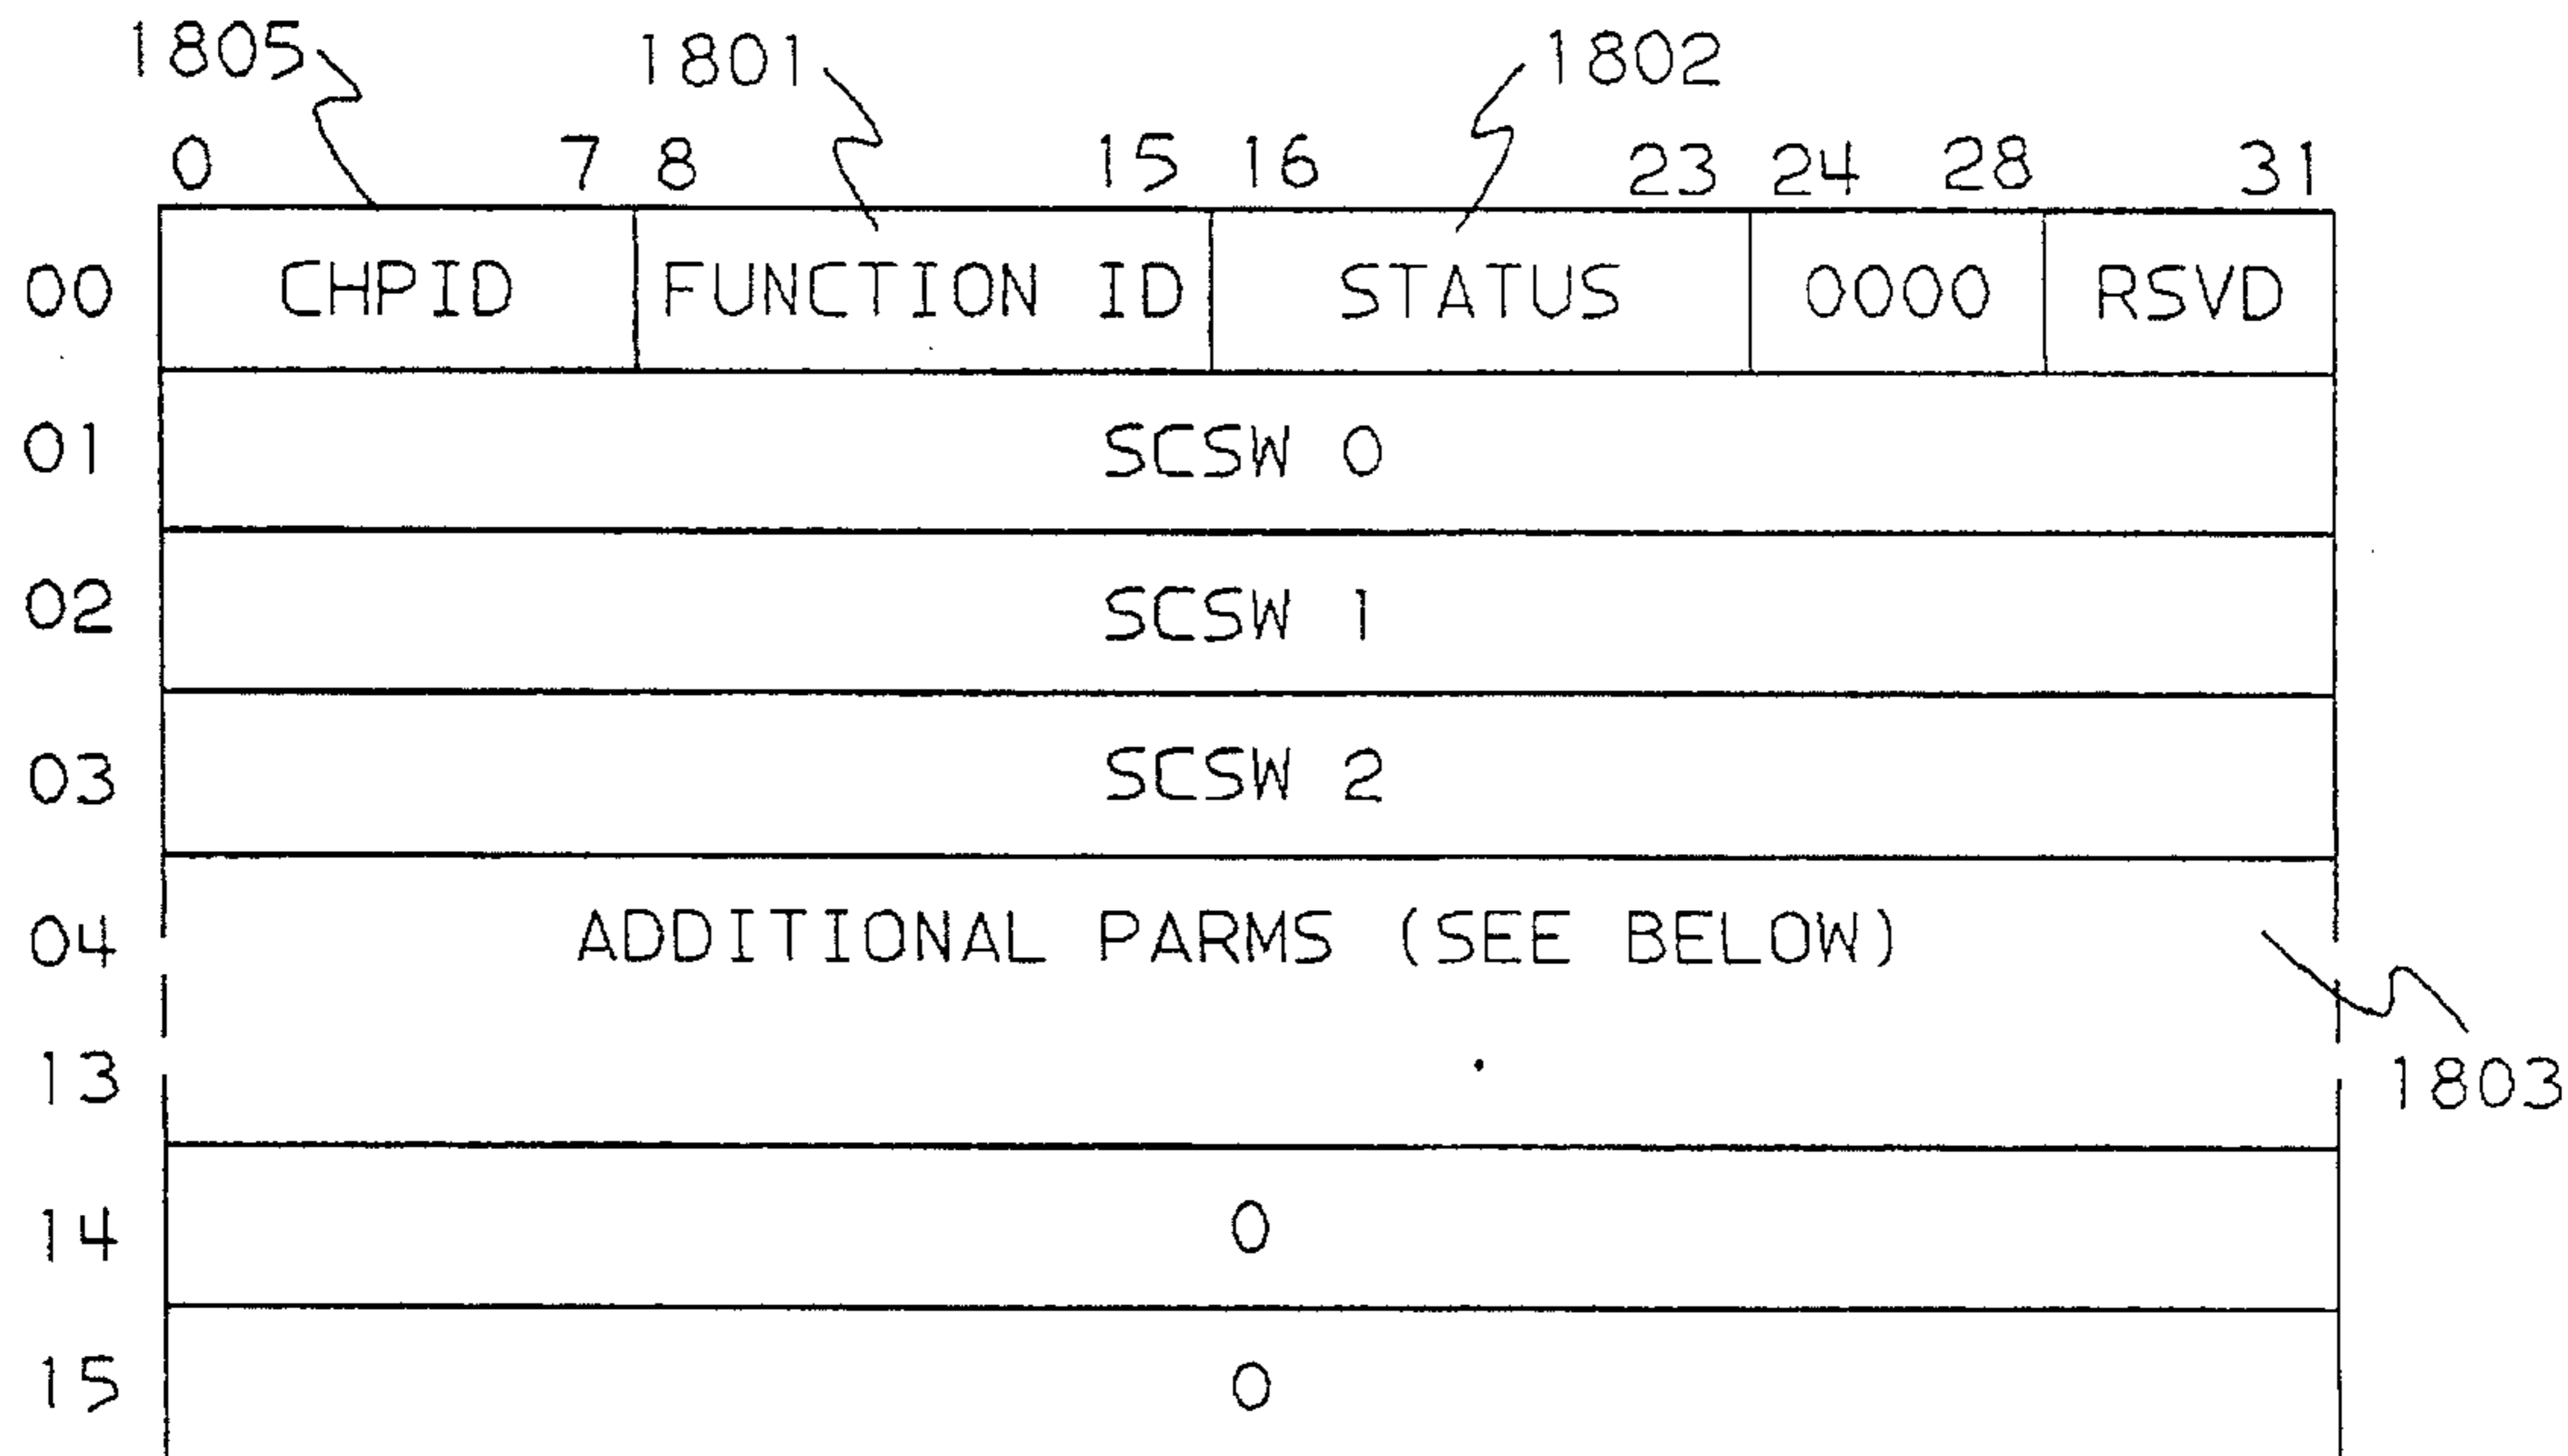 1805 1801 1802
0 7 8 15 16 23 24 28 31
00 CHPID FUNCTION ID STATUS 0000 RSVD
01 SCSW 0
02 SCSW 1
03 SCSW 2
04 ADDITIONAL PARMS (SEE BELOW)
13 1803
14 0
15 0